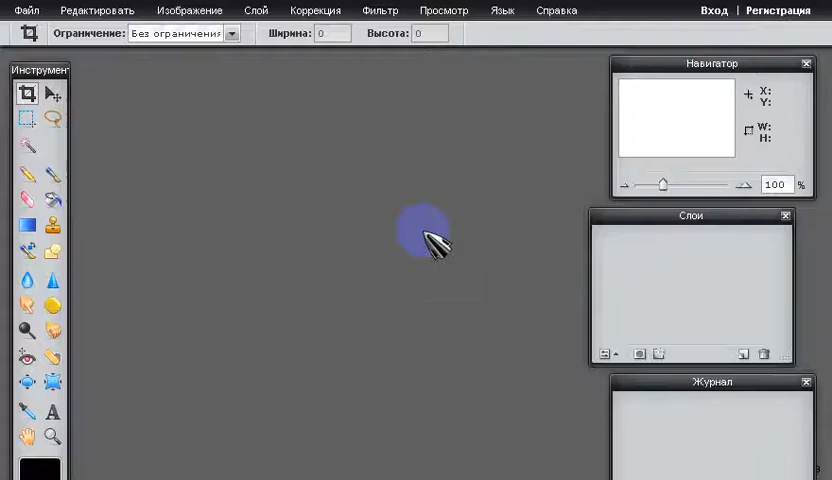 Файл Редактировать Изображение Слой Коррекция Фильтр Просмотр Язык Справка Вход | Регистрация
Ограничение: Без ограничения Ширина: 0 Высота: 0
Инструмент
Навигатор
X:
Y:
W:
H:
100 %
Слои
Журнал
A